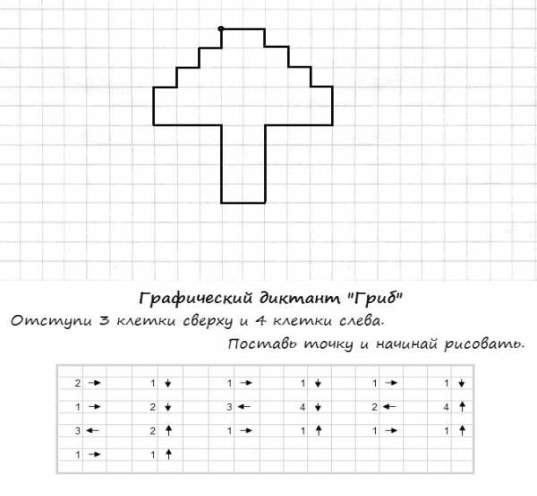 Графический диктант "Гриб"
Отступи 3 клетки сверху и 4 клетки слева.
Поставь точку и начинай рисовать.
2 → 1 ↓ 1 → 1 ↓ 1 → 1 ↓
1 → 2 ↓ 3 ← 4 ↓ 2 ← 4 ↑
3 ← 2 ↑ 1 → 1 ↑ 1 → 1 ↑
1 → 1 ↑